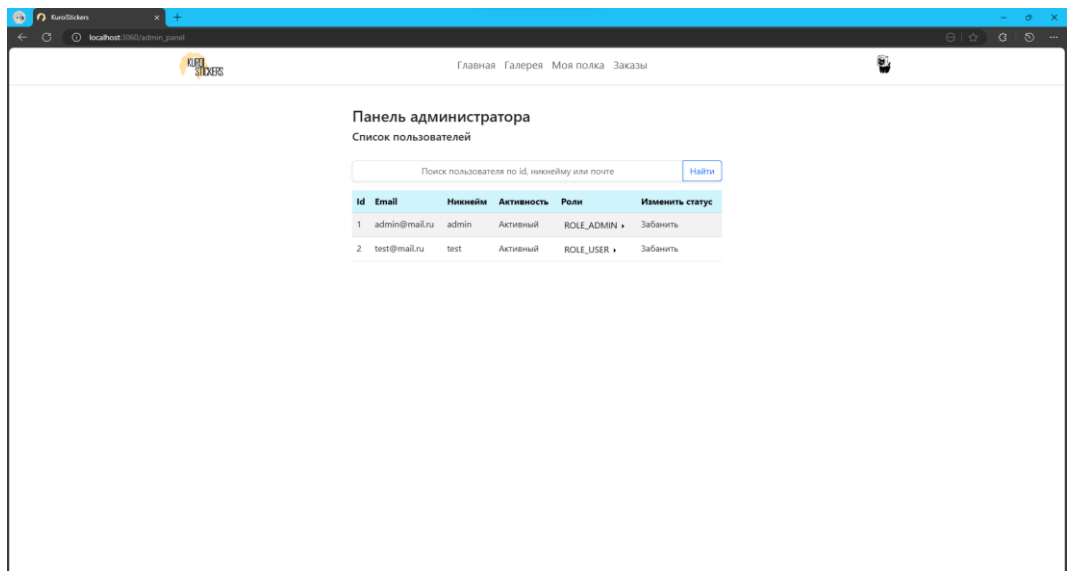 KuroStickers
localhost:3060/admin_panel
KURO
STICKERS
Главная Галерея Моя полка Заказы
Панель администратора
Список пользователей
Поиск пользователя по id, никнейму или почте Найти
Id Email Никнейм Активность Роли Изменить статус
1 admin@mail.ru admin Активный ROLE_ADMIN Забанить
2 test@mail.ru test Активный ROLE_USER Забанить